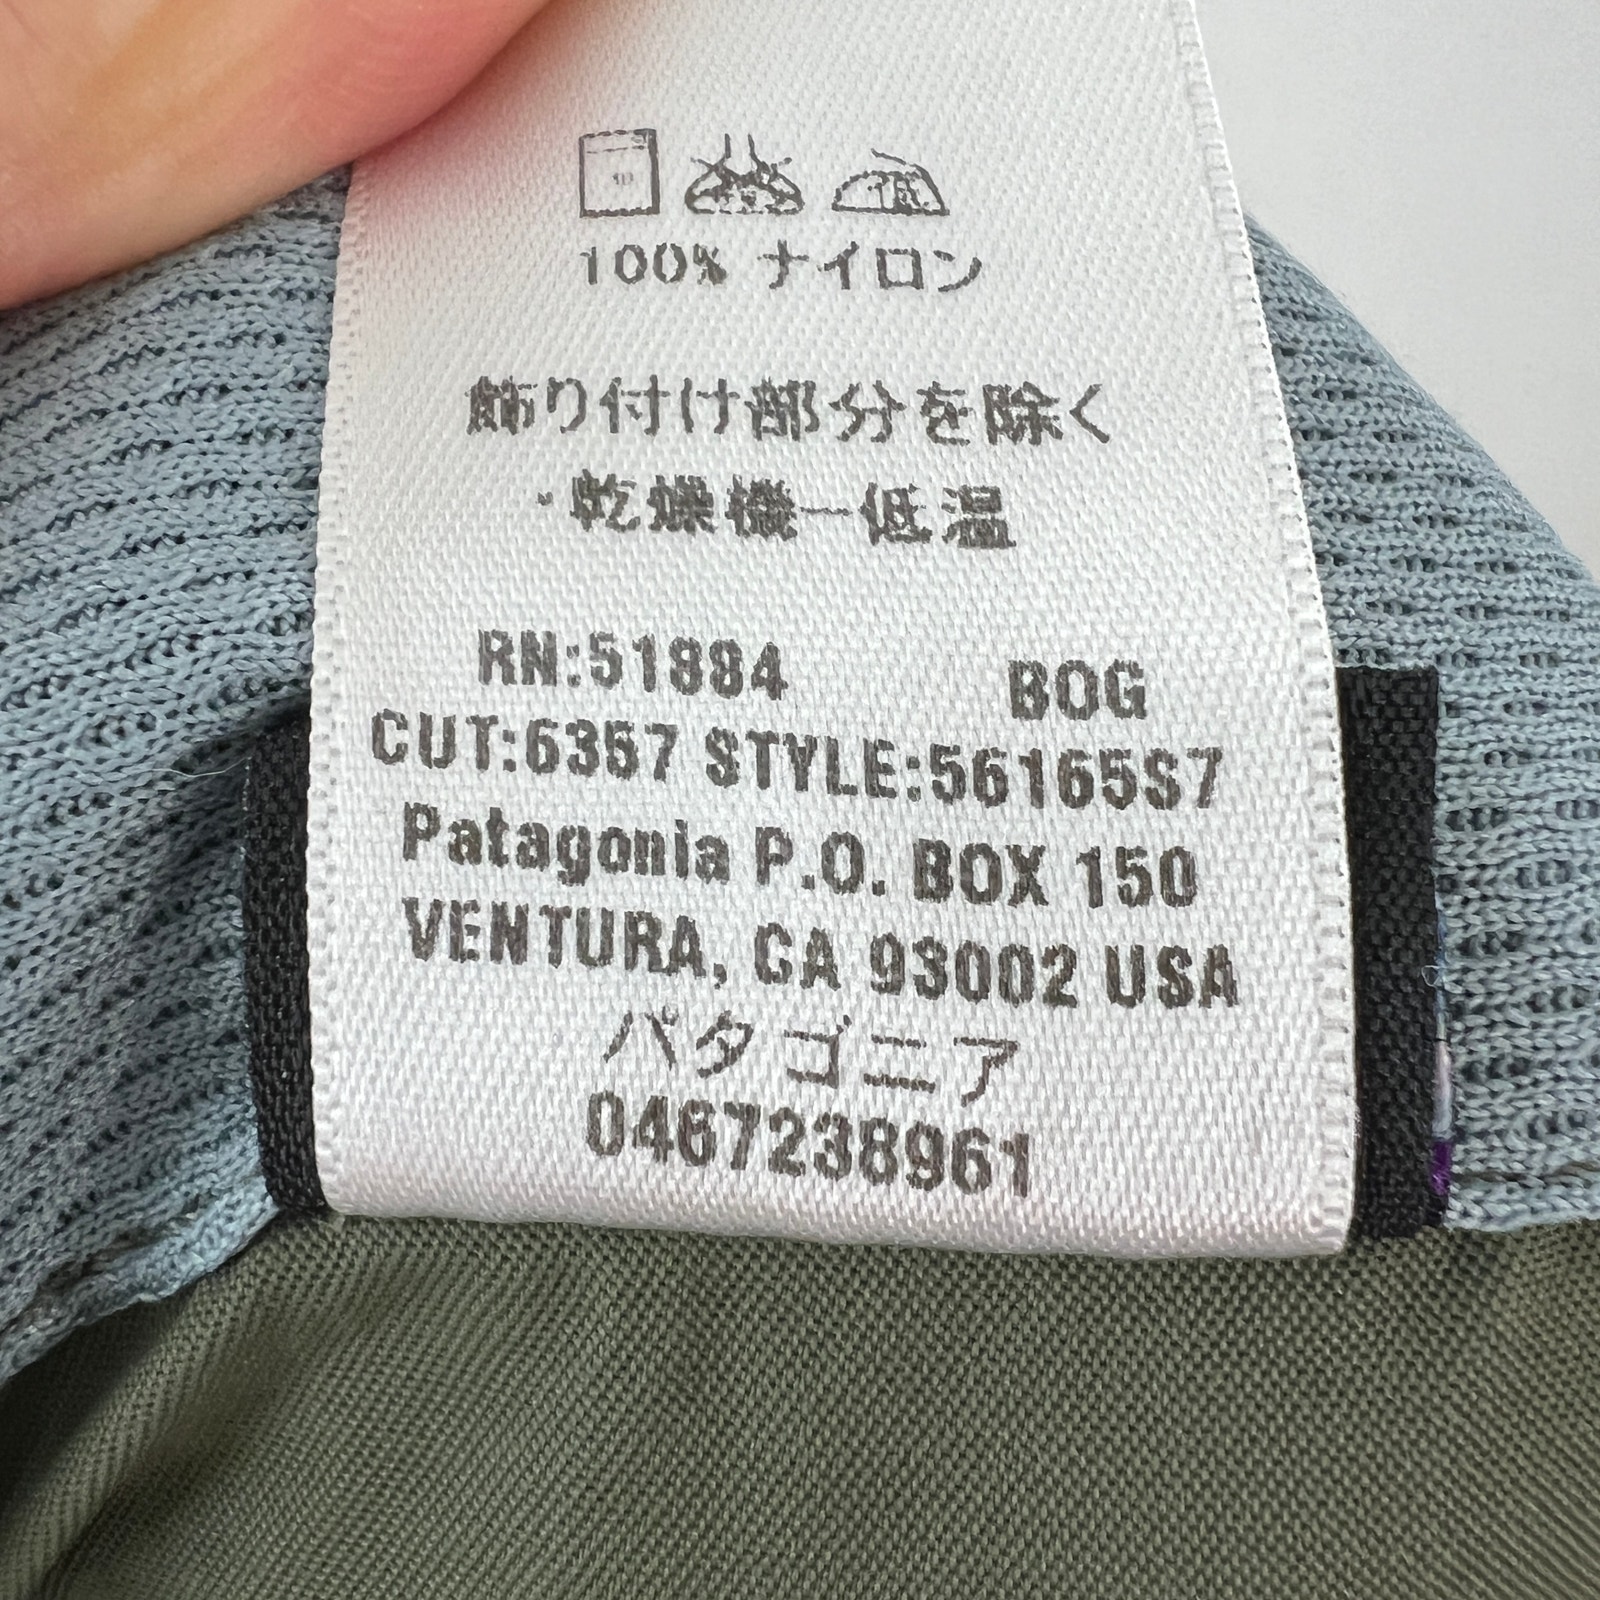 100% ナイロン
飾り付け部分を除く
・乾燥機ー低温
RN:51884 BOG
CUT:6357 STYLE:56165S7
Patagonia P.O. BOX 150
VENTURA, CA 93002 USA
パタゴニア
0467238961